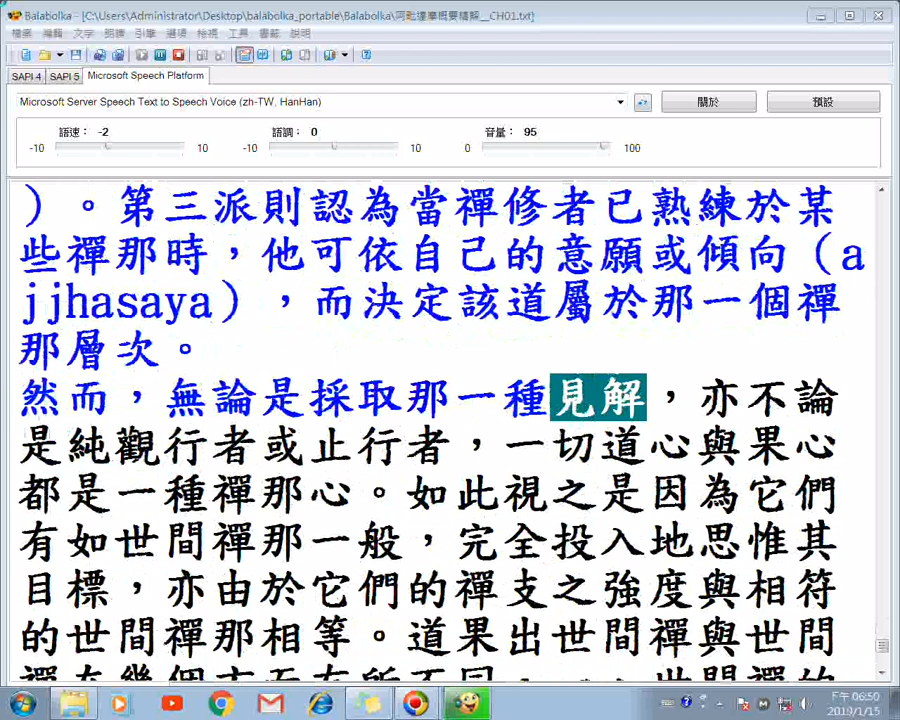 Balabolka - [C:\Users\Administrator\Desktop\balabolka_portable\Balabolka\阿毗達摩概要精解__CH01.txt]
檔案 編輯 文字 朗讀 引擎 選項 檢視 工具 書籤 說明
SAPI 4 SAPI 5 Microsoft Speech Platform
Microsoft Server Speech Text to Speech Voice (zh-TW, HanHan) 關於 預設
語速： -2 語調： 0 音量： 95
-10 10 -10 10 0 100
）。第三派則認為當禪修者已熟練於某
些禪那時，他可依自己的意願或傾向（a
jjhasaya），而決定該道屬於那一個禪
那層次。
然而，無論是採取那一種見解，亦不論
是純觀行者或止行者，一切道心與果心
都是一種禪那心。如此視之是因為它們
有如世間禪那一般，完全投入地思惟其
目標，亦由於它們的禪支之強度與相符
的世間禪那相等。道果出世間禪與世間
下午 06:50
2019/1/15